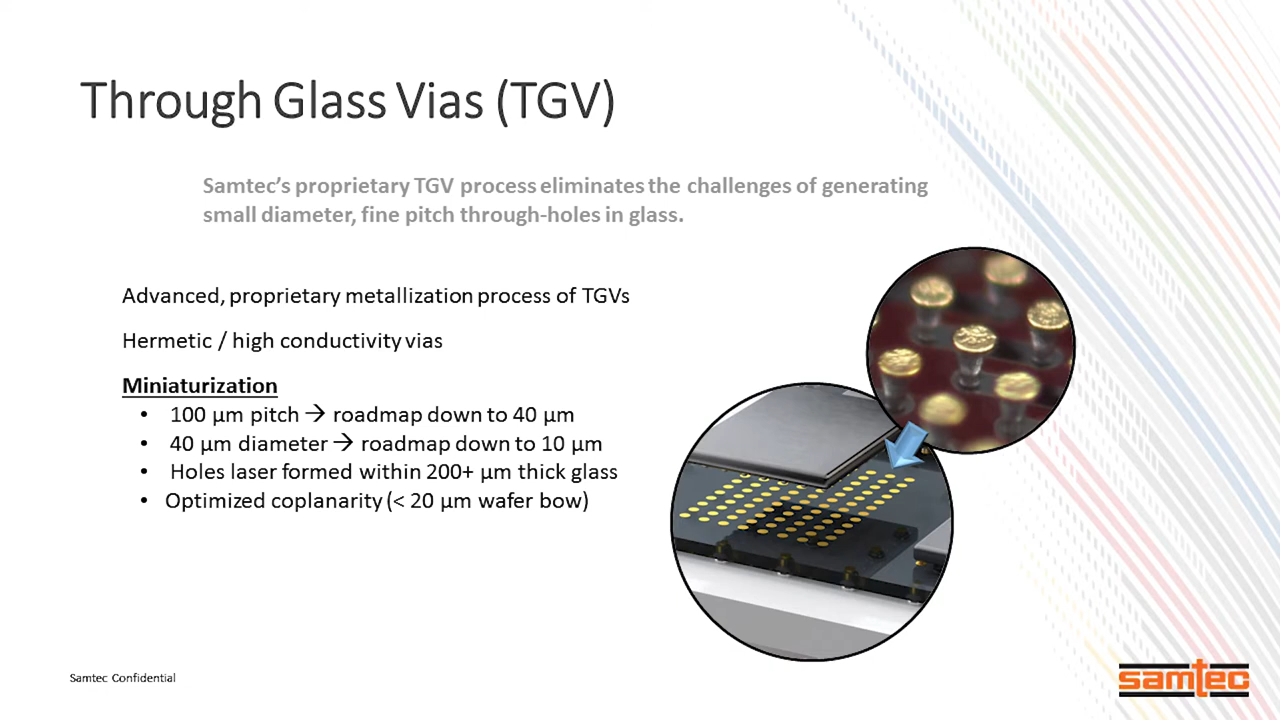 Through Glass Vias (TGV)
Samtec’s proprietary TGV process eliminates the challenges of generating
small diameter, fine pitch through-holes in glass.
Advanced, proprietary metallization process of TGVs
Hermetic / high conductivity vias
Miniaturization
• 100 µm pitch → roadmap down to 40 µm
• 40 µm diameter → roadmap down to 10 µm
• Holes laser formed within 200+ µm thick glass
• Optimized coplanarity (< 20 µm wafer bow)
Samtec Confidential
samtec